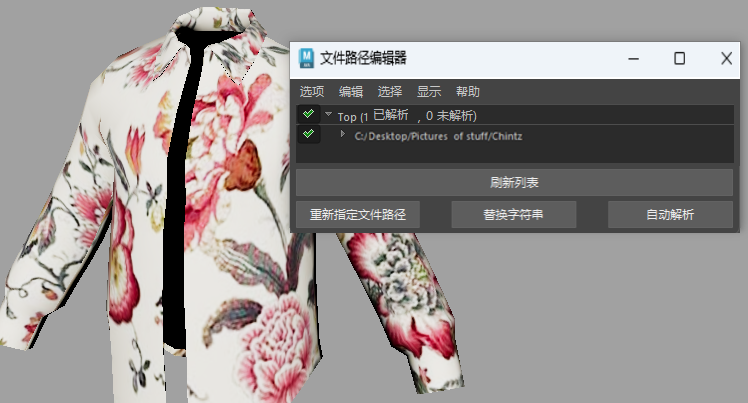 文件路径编辑器
选项 编辑 选择 显示 帮助
Top (1 已解析 , 0 未解析)
C:/Desktop/Pictures of stuff/Chintz
刷新列表
重新指定文件路径 替换字符串 自动解析